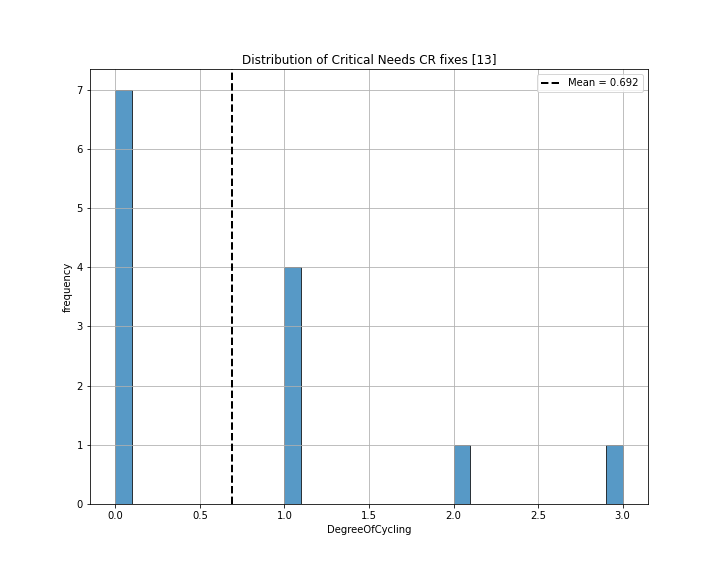 Distribution of Critical Needs CR fixes [13]
Mean = 0.692
7
6
5
4
3
2
1
0
frequency
0.0 0.5 1.0 1.5 2.0 2.5 3.0
DegreeOfCycling